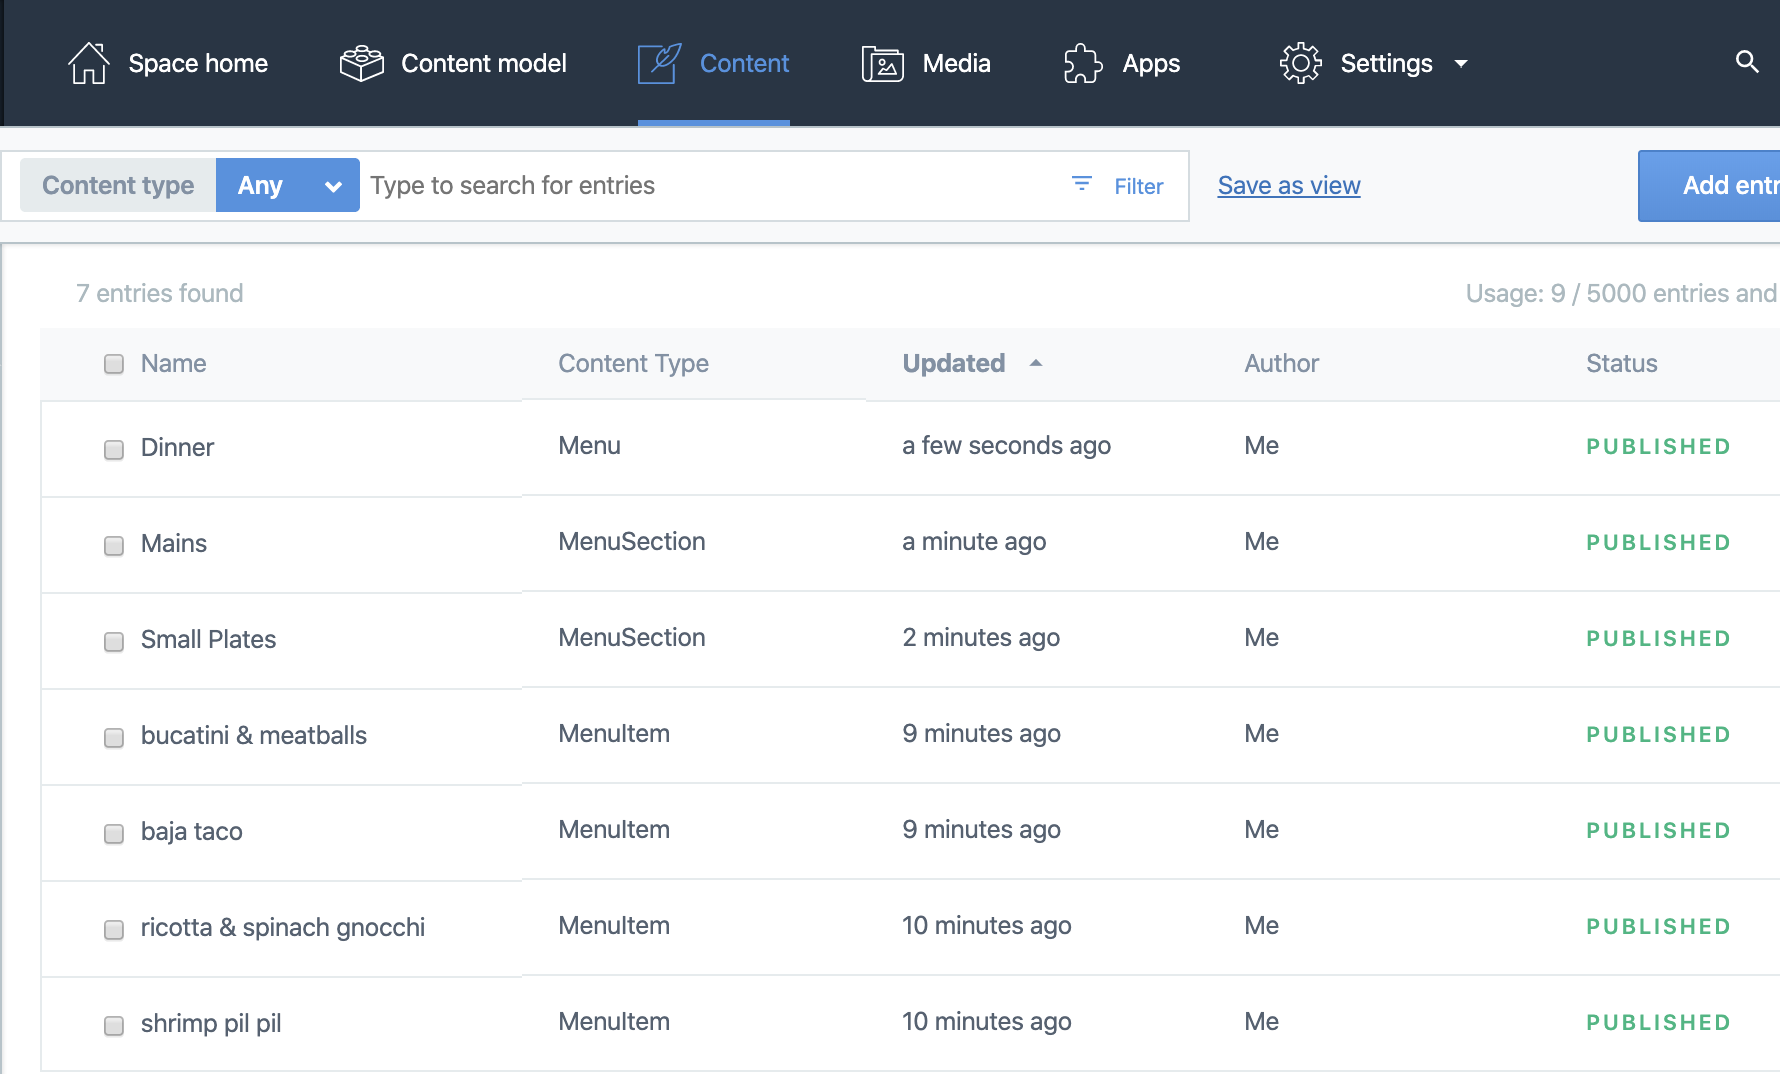 Space home Content model Content Media Apps Settings
Content type Any Type to search for entries Filter Save as view Add entr
7 entries found Usage: 9 / 5000 entries and
Name Content Type Updated Author Status
Dinner Menu a few seconds ago Me PUBLISHED
Mains MenuSection a minute ago Me PUBLISHED
Small Plates MenuSection 2 minutes ago Me PUBLISHED
bucatini & meatballs MenuItem 9 minutes ago Me PUBLISHED
baja taco MenuItem 9 minutes ago Me PUBLISHED
ricotta & spinach gnocchi MenuItem 10 minutes ago Me PUBLISHED
shrimp pil pil MenuItem 10 minutes ago Me PUBLISHED